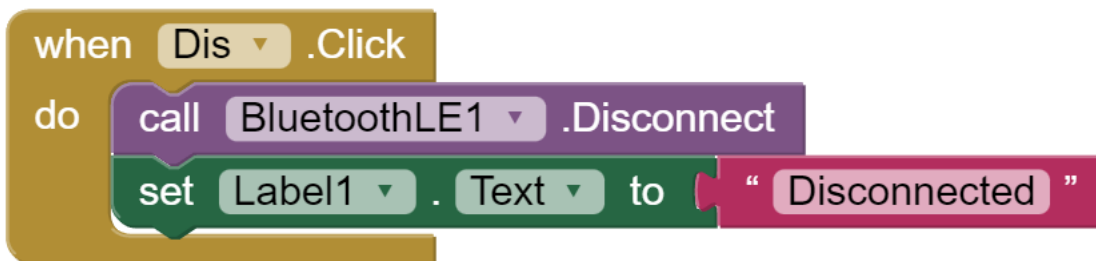 when Dis .Click
do call BluetoothLE1 .Disconnect
set Label1 . Text to “ Disconnected ”